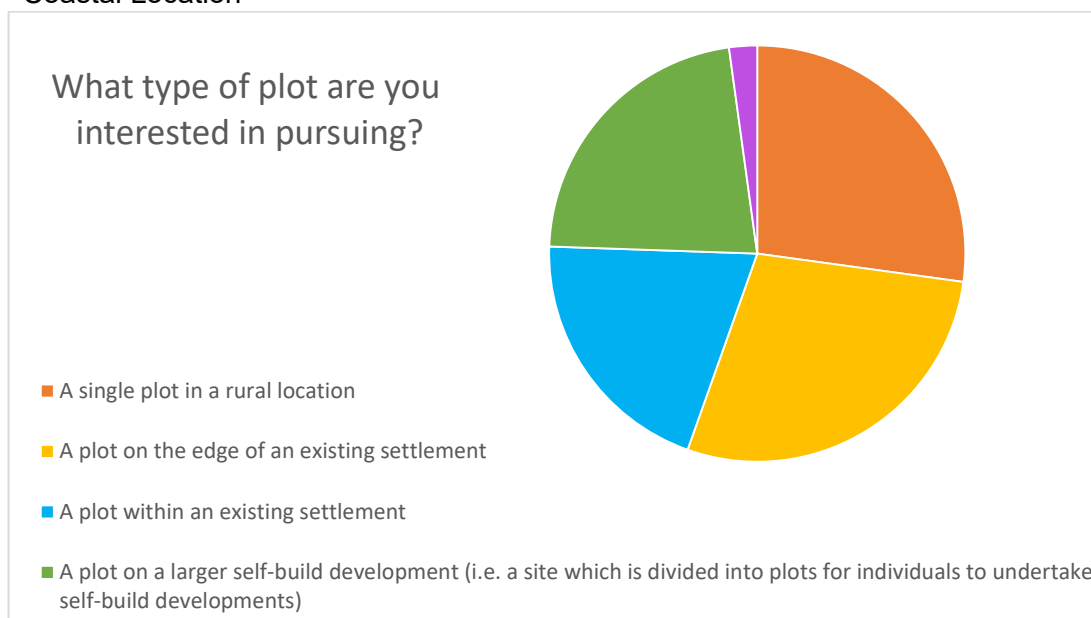 Coastal Location
What type of plot are you
interested in pursuing?
A single plot in a rural location
A plot on the edge of an existing settlement
A plot within an existing settlement
A plot on a larger self-build development (i.e. a site which is divided into plots for individuals to undertake
self-build developments)